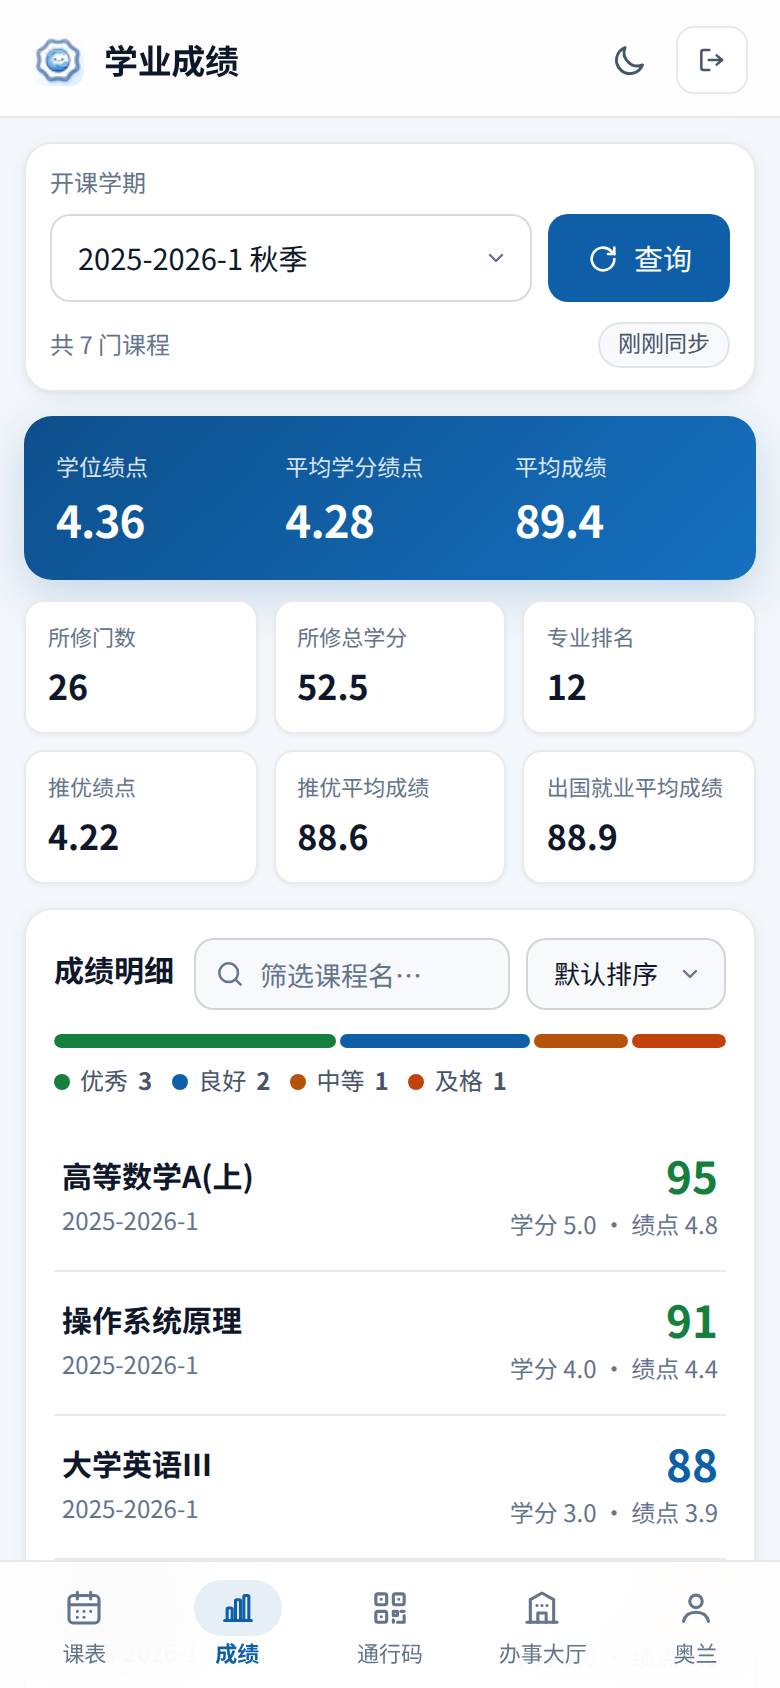 学业成绩
开课学期
2025-2026-1 秋季
查询
共 7 门课程
刚刚同步
学位绩点 平均学分绩点 平均成绩
4.36 4.28 89.4
所修门数 所修总学分 专业排名
26 52.5 12
推优绩点 推优平均成绩 出国就业平均成绩
4.22 88.6 88.9
成绩明细 筛选课程名… 默认排序
优秀 3 良好 2 中等 1 及格 1
高等数学A(上) 95
2025-2026-1 学分 5.0 • 绩点 4.8
操作系统原理 91
2025-2026-1 学分 4.0 • 绩点 4.4
大学英语III 88
2025-2026-1 学分 3.0 • 绩点 3.9
课表 成绩 通行码 办事大厅 奥兰